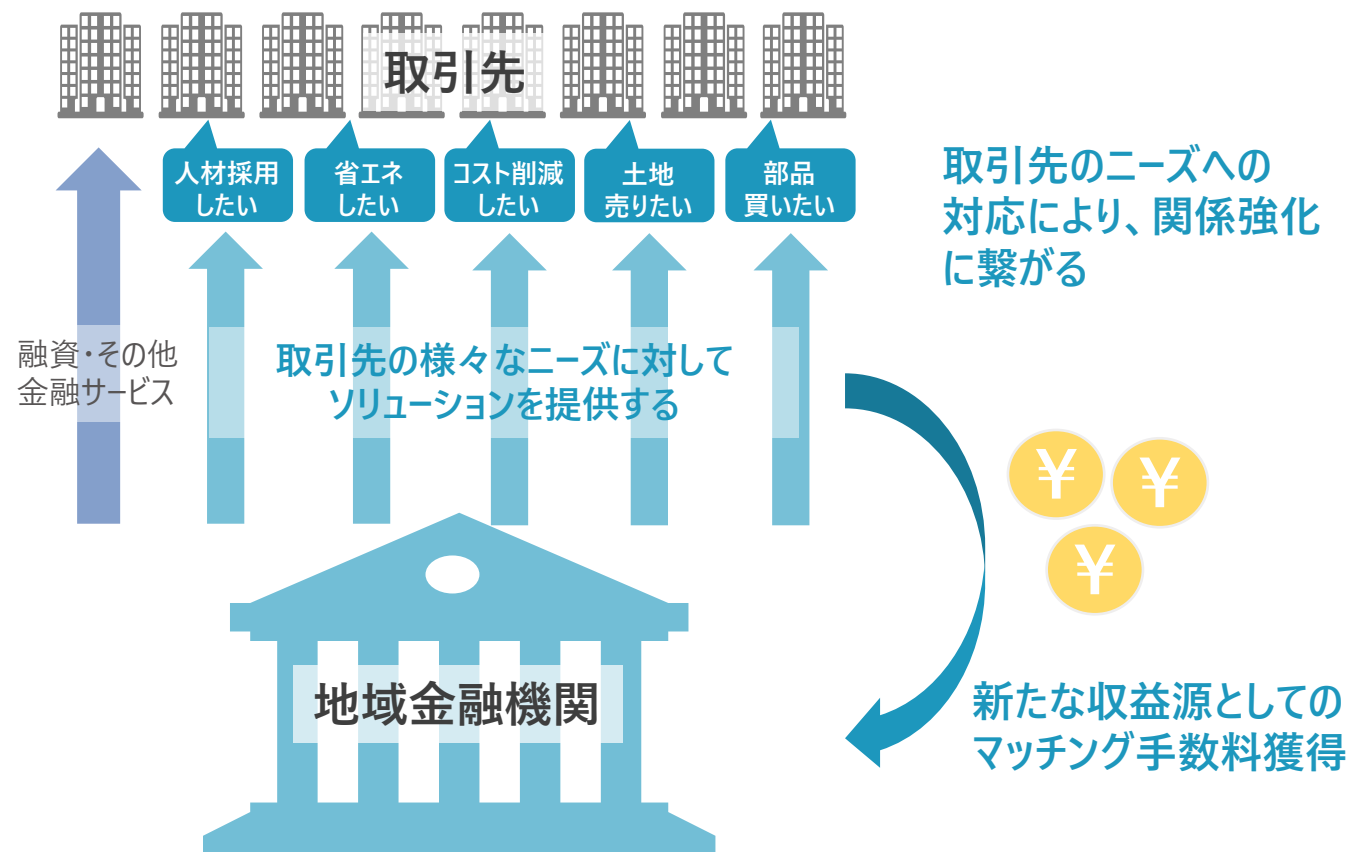 取引先
人材採用
したい
省エネ
したい
コスト削減
したい
土地
売りたい
部品
買いたい
取引先のニーズへの
対応により、関係強化
に繋がる
融資・その他
金融サービス
取引先の様々なニーズに対して
ソリューションを提供する
¥
¥
¥
地域金融機関
新たな収益源としての
マッチング手数料獲得